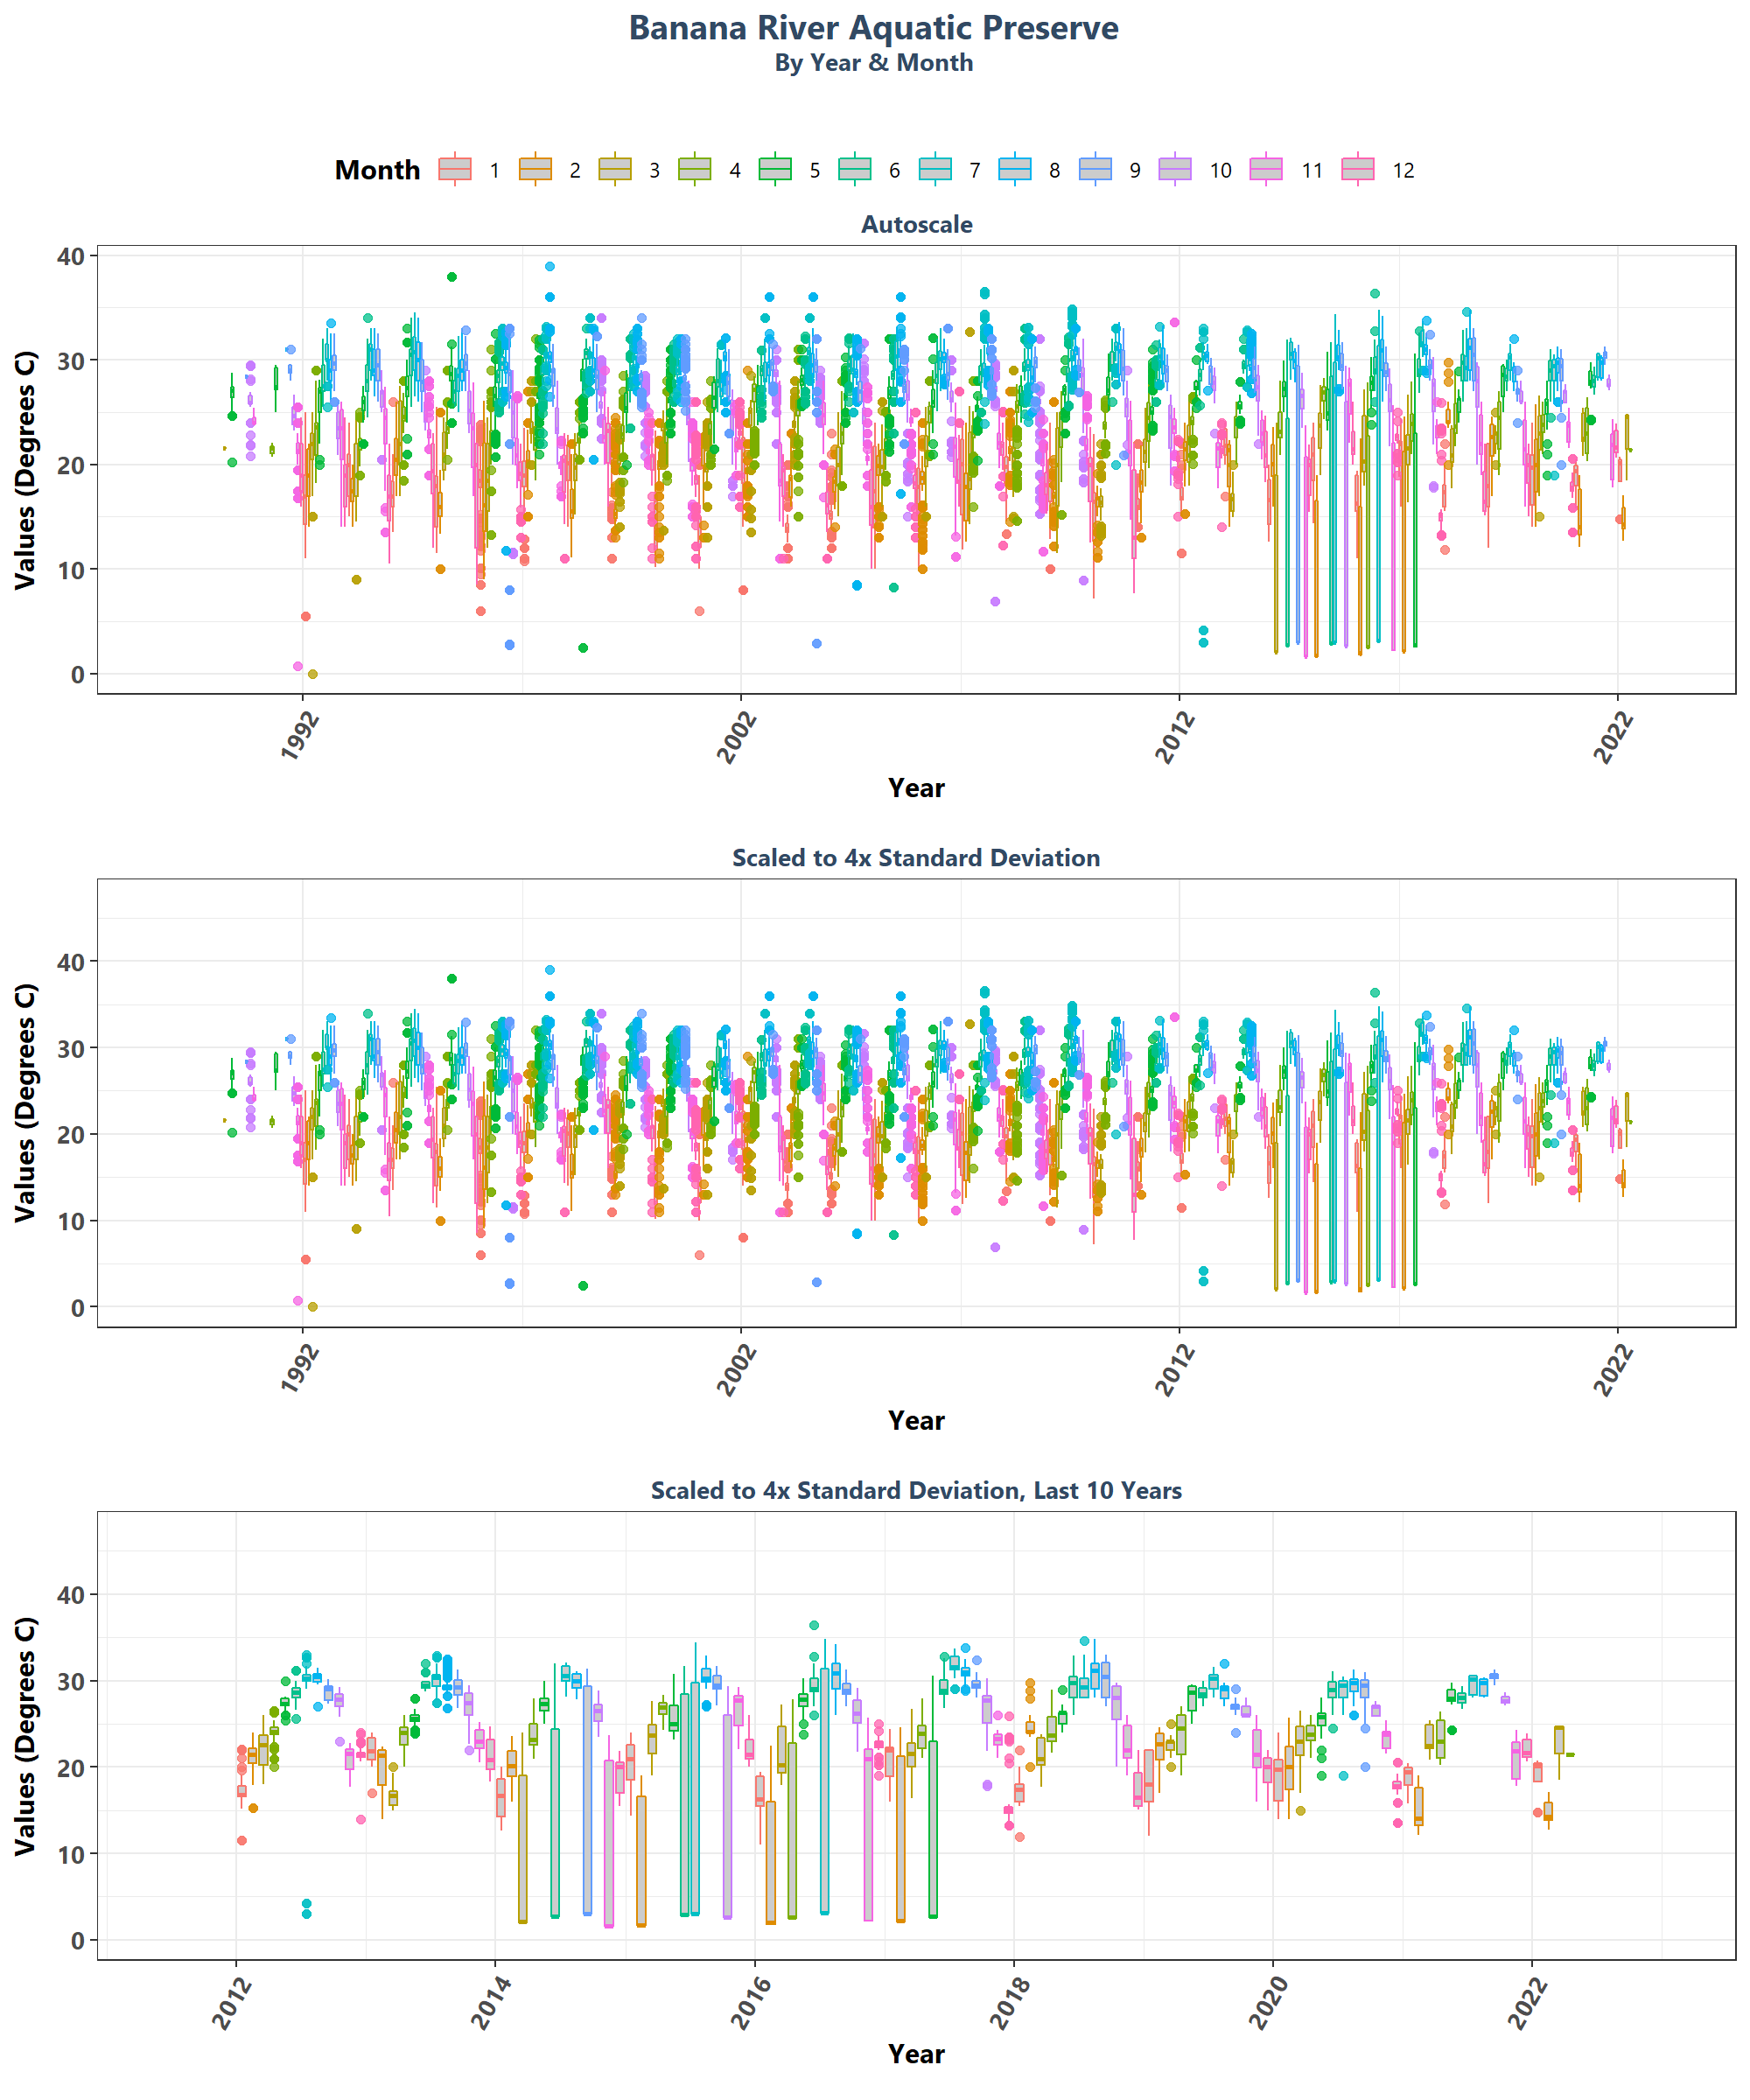 Banana River Aquatic Preserve
By Year & Month
Month 1 2 3 4 5 6 7 8 9 10 11 12
Autoscale
Values (Degrees C)
40
30
20
10
0
1992 2002 2012 2022
Year
Scaled to 4x Standard Deviation
Values (Degrees C)
40
30
20
10
0
1992 2002 2012 2022
Year
Scaled to 4x Standard Deviation, Last 10 Years
Values (Degrees C)
40
30
20
10
0
2012 2014 2016 2018 2020 2022
Year